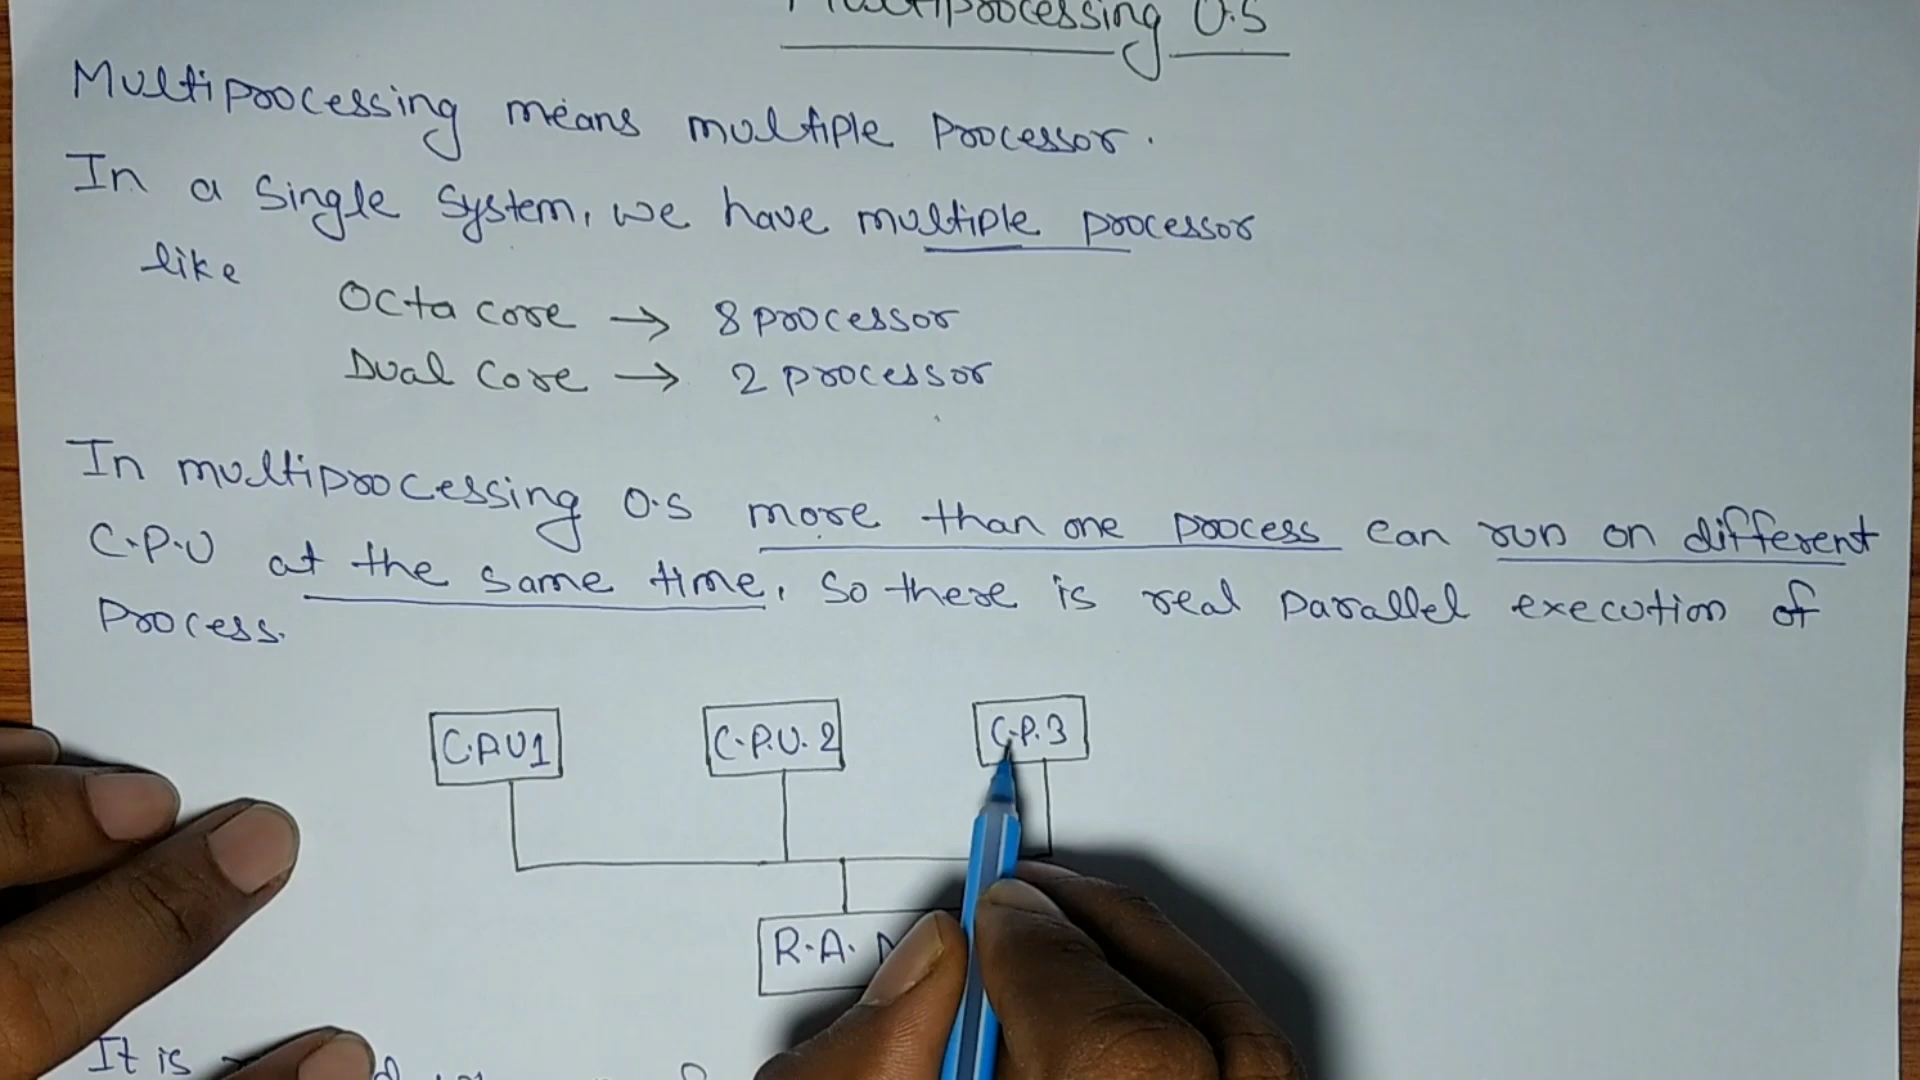 Multiprocessing O.S
Multiprocessing means multiple processor.
In a Single System, we have multiple processor
like
Octa core → 8 processor
Dual Core → 2 processor
In multiprocessing O.S more than one process can run on different
C.P.U at the same time. So there is real parallel execution of
Process.
C.P.U 1 C.P.U. 2 C.P.3
R.A.
It is